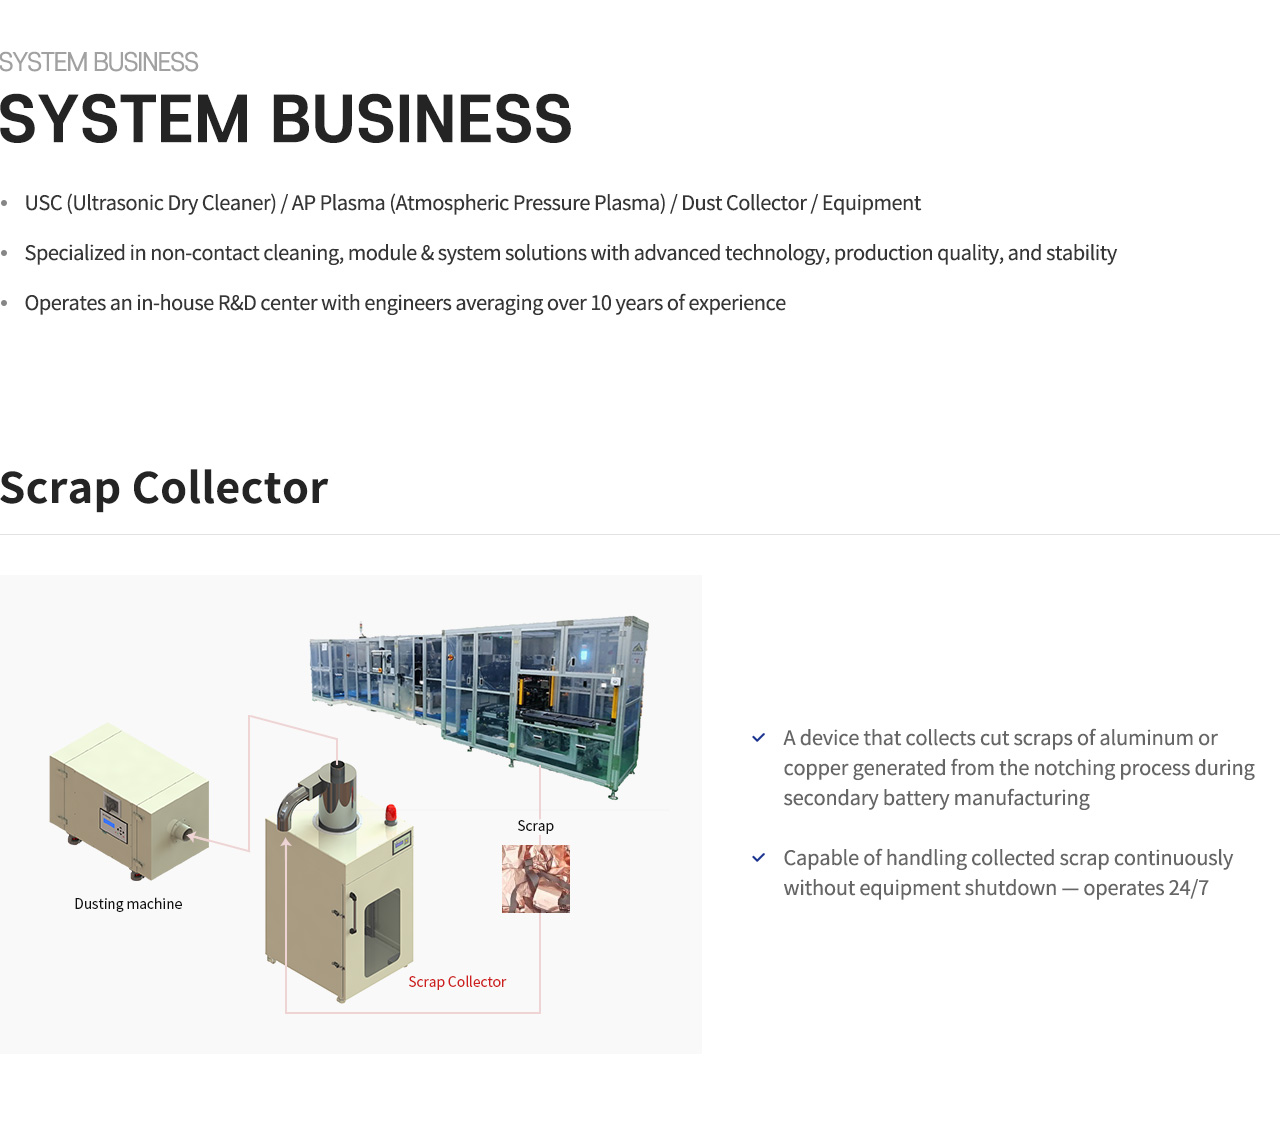 SYSTEM BUSINESS
SYSTEM BUSINESS
• USC (Ultrasonic Dry Cleaner) / AP Plasma (Atmospheric Pressure Plasma) / Dust Collector / Equipment
• Specialized in non-contact cleaning, module & system solutions with advanced technology, production quality, and stability
• Operates an in-house R&D center with engineers averaging over 10 years of experience
Scrap Collector
Scrap
Dusting machine
Scrap Collector
A device that collects cut scraps of aluminum or
copper generated from the notching process during
secondary battery manufacturing
Capable of handling collected scrap continuously
without equipment shutdown — operates 24/7